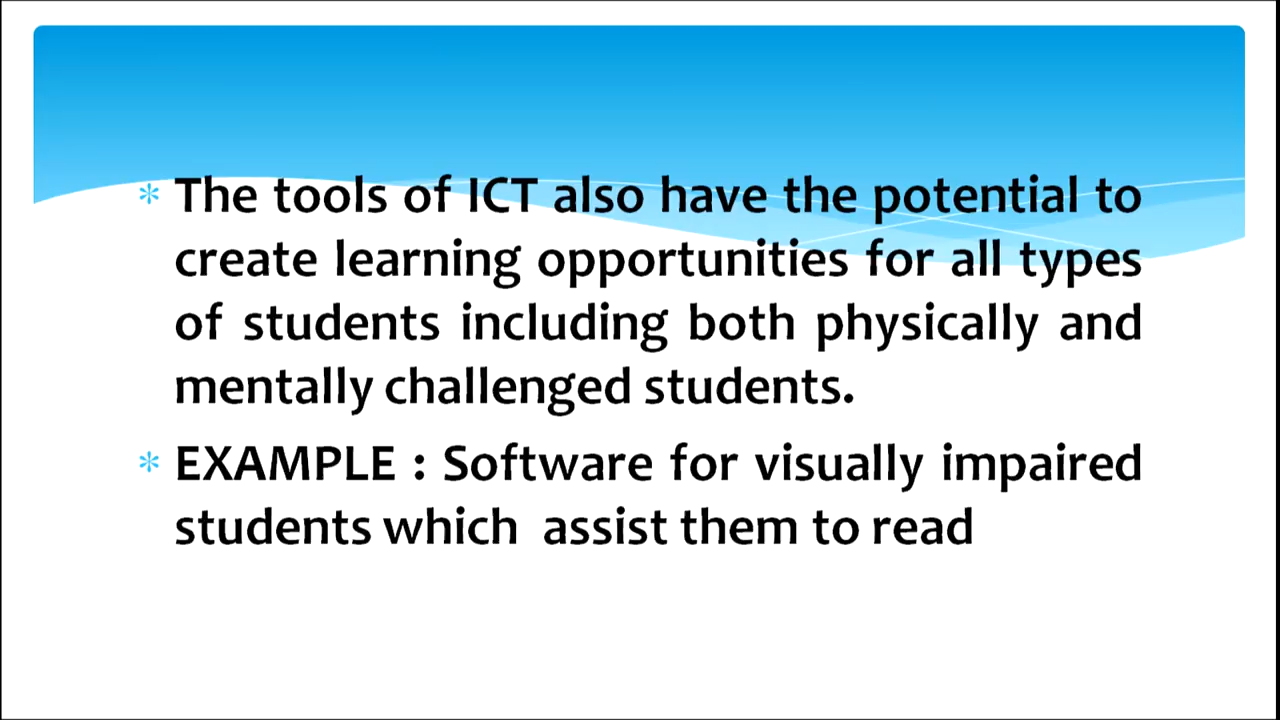 * The tools of ICT also have the potential to
create learning opportunities for all types
of students including both physically and
mentally challenged students.
* EXAMPLE : Software for visually impaired
students which  assist them to read